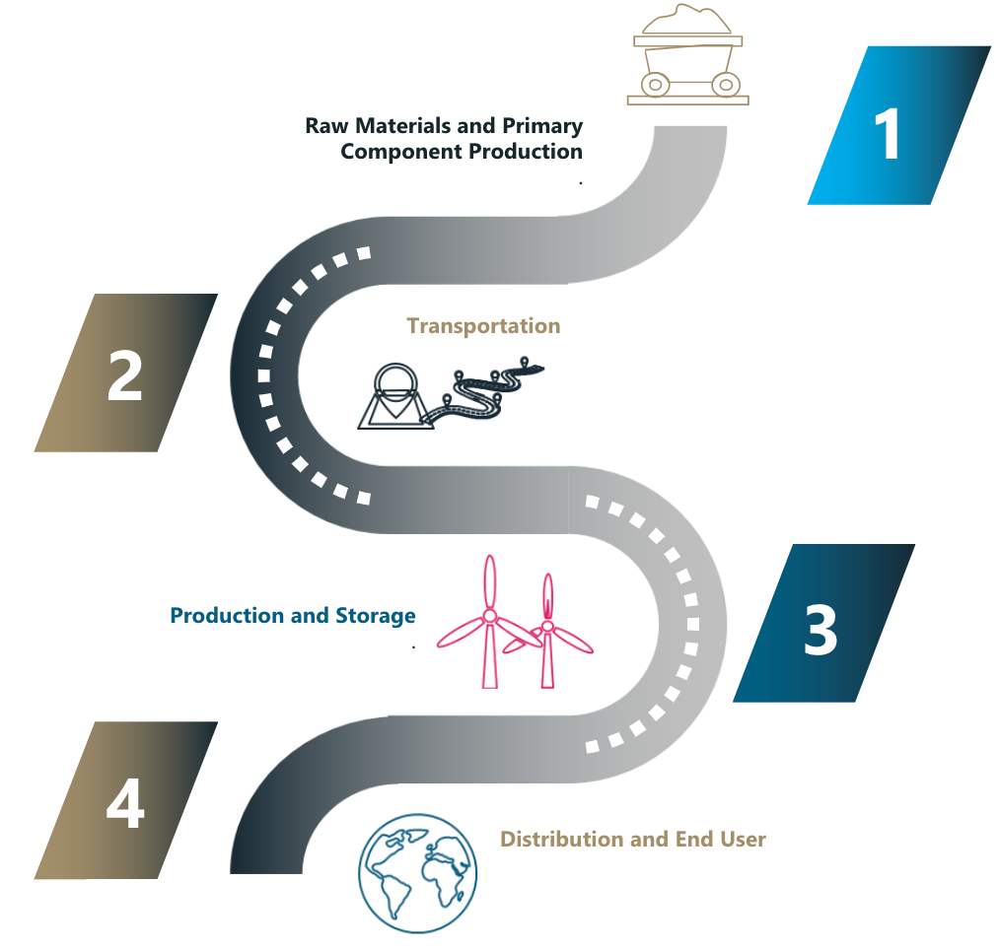 Raw Materials and Primary
Component Production
.
1
Transportation
2
Production and Storage
.
3
4
Distribution and End User